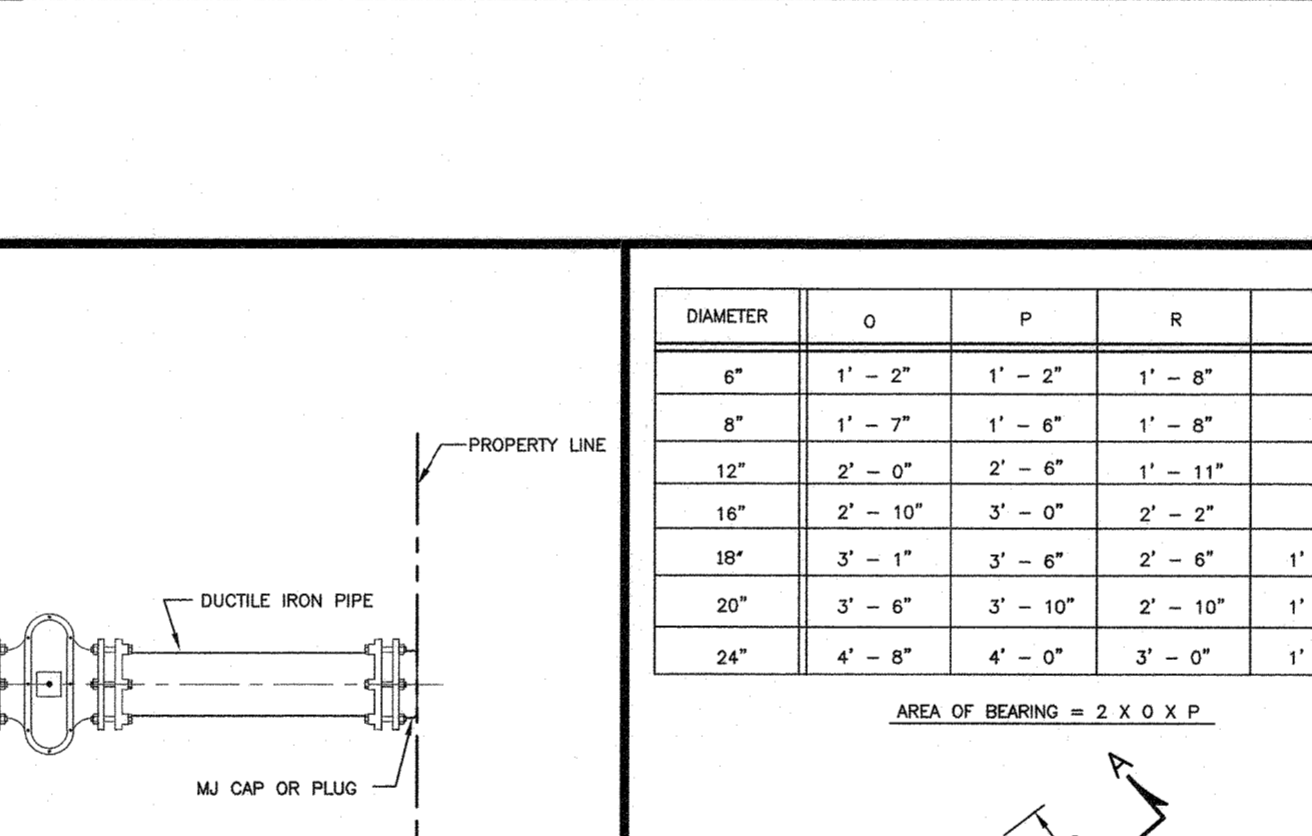 PROPERTY LINE
DUCTILE IRON PIPE
MJ CAP OR PLUG
DIAMETER O P R
6" 1' - 2" 1' - 2" 1' - 8"
8" 1' - 7" 1' - 6" 1' - 8"
12" 2' - 0" 2' - 6" 1' - 11"
16" 2' - 10" 3' - 0" 2' - 2"
18" 3' - 1" 3' - 6" 2' - 6" 1'
20" 3' - 6" 3' - 10" 2' - 10" 1'
24" 4' - 8" 4' - 0" 3' - 0" 1'
AREA OF BEARING = 2 X O X P
A